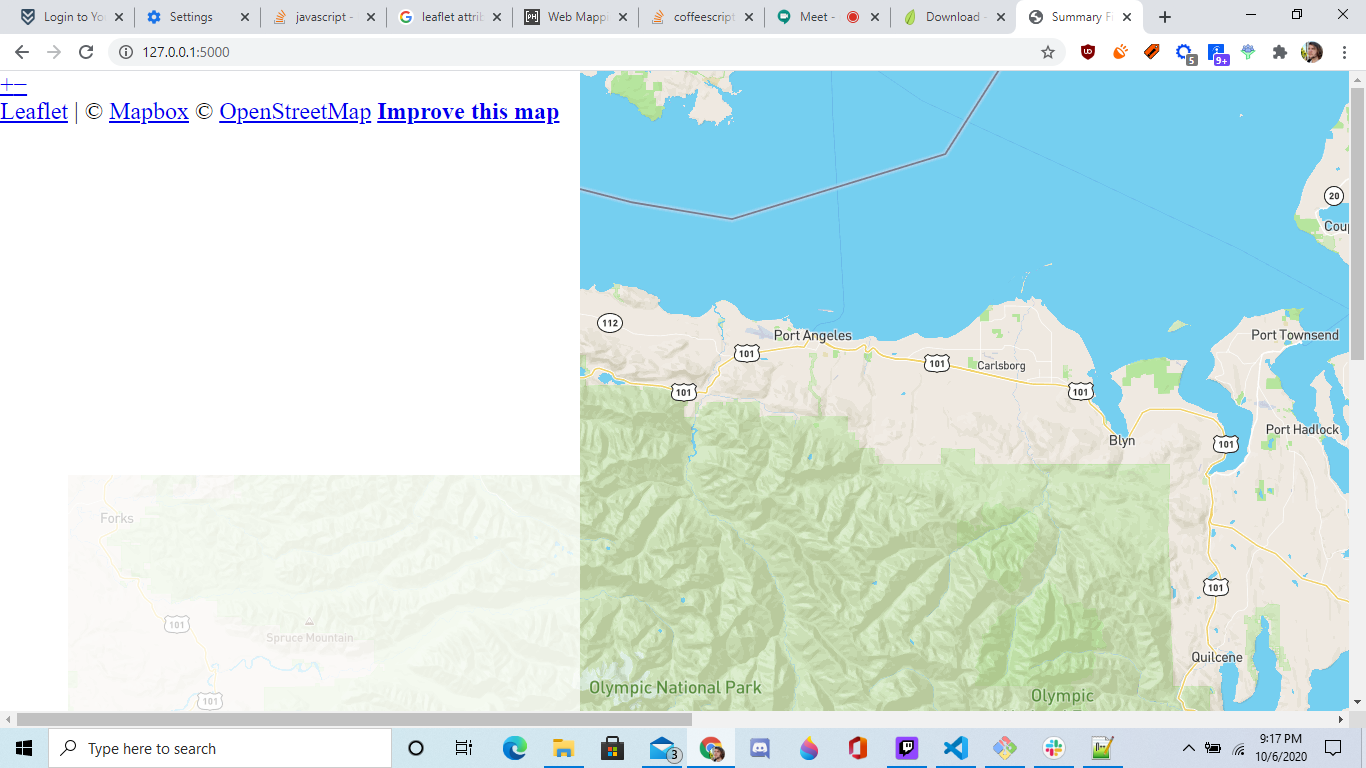 Login to Yo
Settings
javascript -
leaflet attrib
Web Mappi
coffeescript
Meet -
Download -
Summary Fi
127.0.0.1:5000
5
9+
+−
Leaflet | © Mapbox © OpenStreetMap Improve this map
20
Coup
112
Port Angeles
Port Townsend
101
101
Carlsborg
101
101
Port Hadlock
Blyn
101
Forks
101
101
Spruce Mountain
Quilcene
Olympic National Park
Olympic
101
Type here to search
3
9:17 PM
10/6/2020